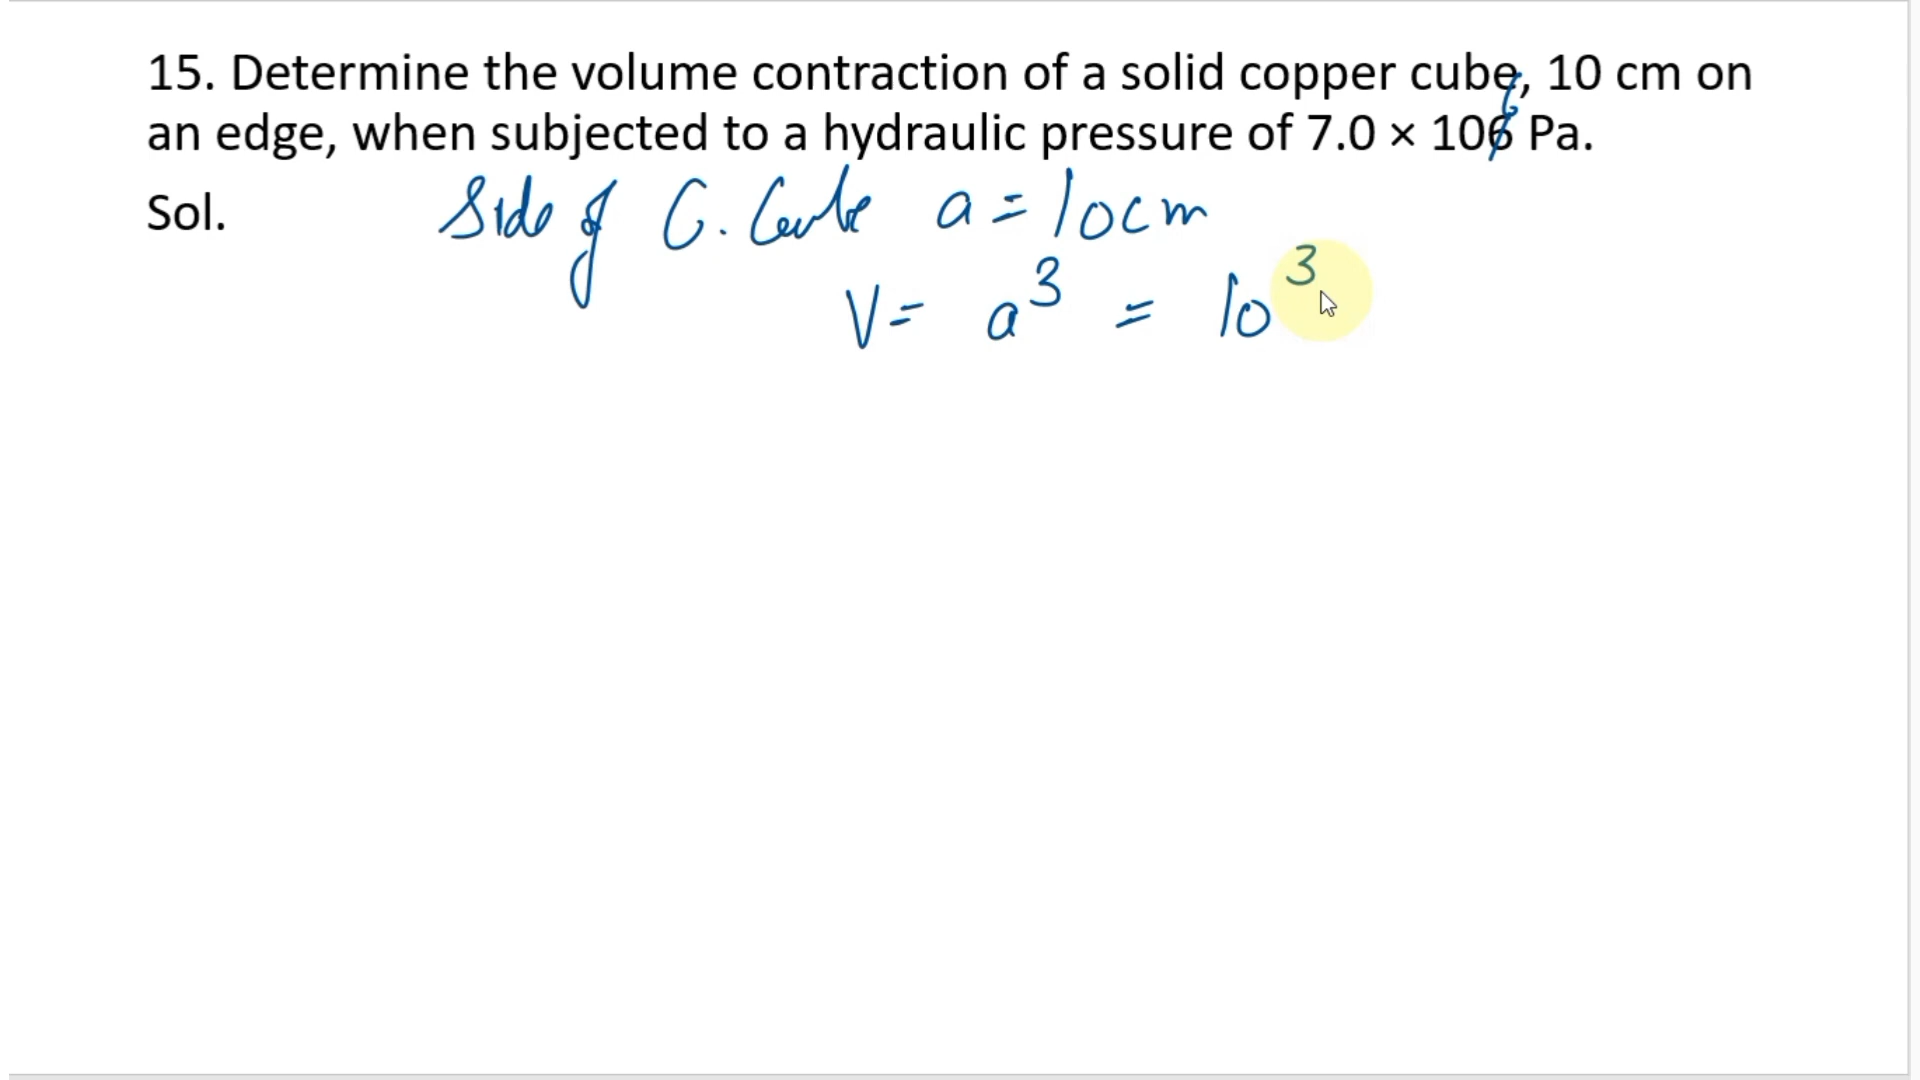 15. Determine the volume contraction of a solid copper cube, 10 cm on
an edge, when subjected to a hydraulic pressure of 7.0 × 10⁶ Pa.
Sol. Side of C. Cube a = 10cm
V = a³ = 10³